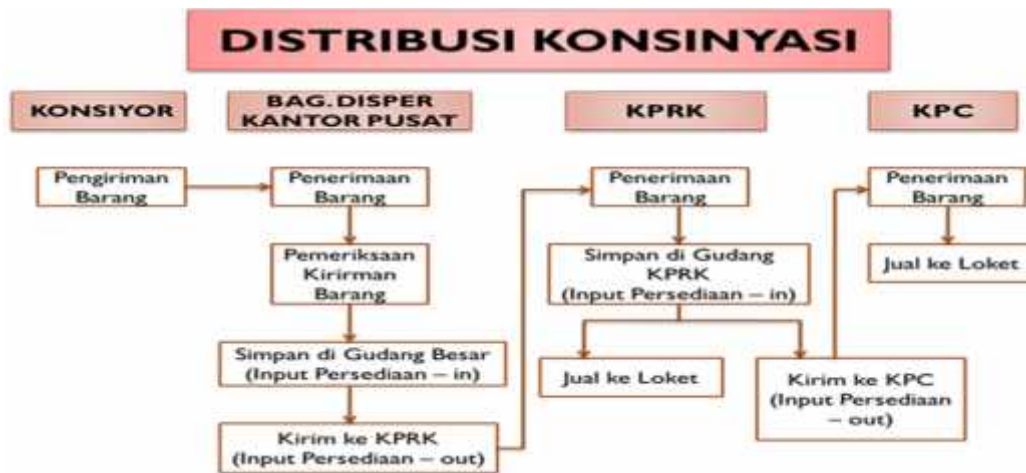 DISTRIBUSI KONSINYASI
KONSIYOR
BAG. DISPER
KANTOR PUSAT
KPRK
KPC
Pengiriman
Barang
Penerimaan
Barang
Pemeriksaan
Kirirman
Barang
Simpan di Gudang Besar
(Input Persediaan – in)
Kirim ke KPRK
(Input Persediaan – out)
Penerimaan
Barang
Simpan di Gudang
KPRK
(Input Persediaan – in)
Jual ke Loket
Kirim ke KPC
(Input Persediaan
– out)
Penerimaan
Barang
Jual ke Loket